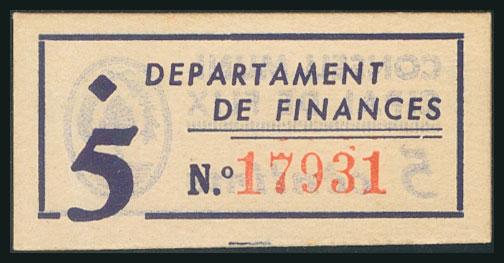 DEPARTAMENT
DE FINANCES
5
N.º 17931